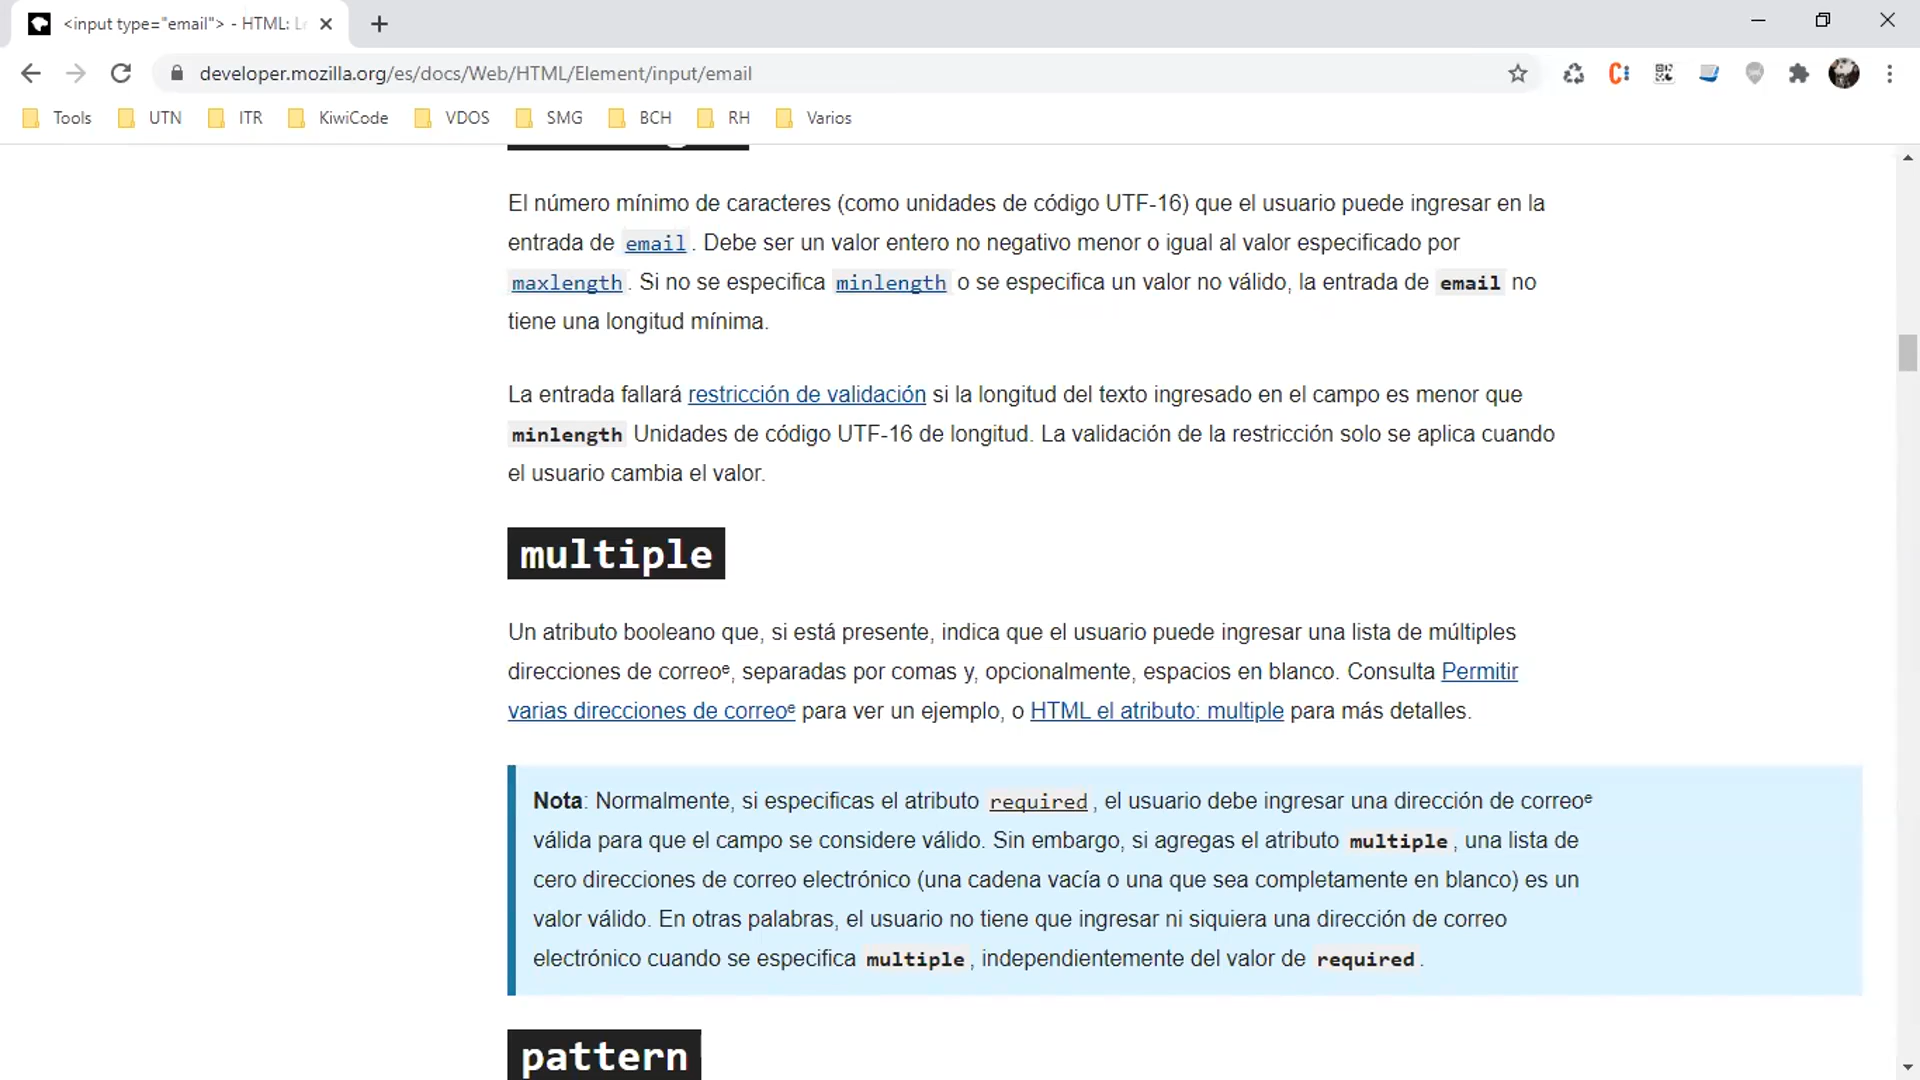 <input type="email"> - HTML: Le
developer.mozilla.org/es/docs/Web/HTML/Element/input/email
Tools UTN ITR KiwiCode VDOS SMG BCH RH Varios
El número mínimo de caracteres (como unidades de código UTF-16) que el usuario puede ingresar en la
entrada de email. Debe ser un valor entero no negativo menor o igual al valor especificado por
maxlength. Si no se especifica minlength o se especifica un valor no válido, la entrada de email no
tiene una longitud mínima.
La entrada fallará restricción de validación si la longitud del texto ingresado en el campo es menor que
minlength Unidades de código UTF-16 de longitud. La validación de la restricción solo se aplica cuando
el usuario cambia el valor.
multiple
Un atributo booleano que, si está presente, indica que el usuario puede ingresar una lista de múltiples
direcciones de correoᵉ, separadas por comas y, opcionalmente, espacios en blanco. Consulta Permitir
varias direcciones de correoᵉ para ver un ejemplo, o HTML el atributo: multiple para más detalles.
Nota: Normalmente, si especificas el atributo required, el usuario debe ingresar una dirección de correoᵉ
válida para que el campo se considere válido. Sin embargo, si agregas el atributo multiple, una lista de
cero direcciones de correo electrónico (una cadena vacía o una que sea completamente en blanco) es un
valor válido. En otras palabras, el usuario no tiene que ingresar ni siquiera una dirección de correo
electrónico cuando se especifica multiple, independientemente del valor de required.
pattern